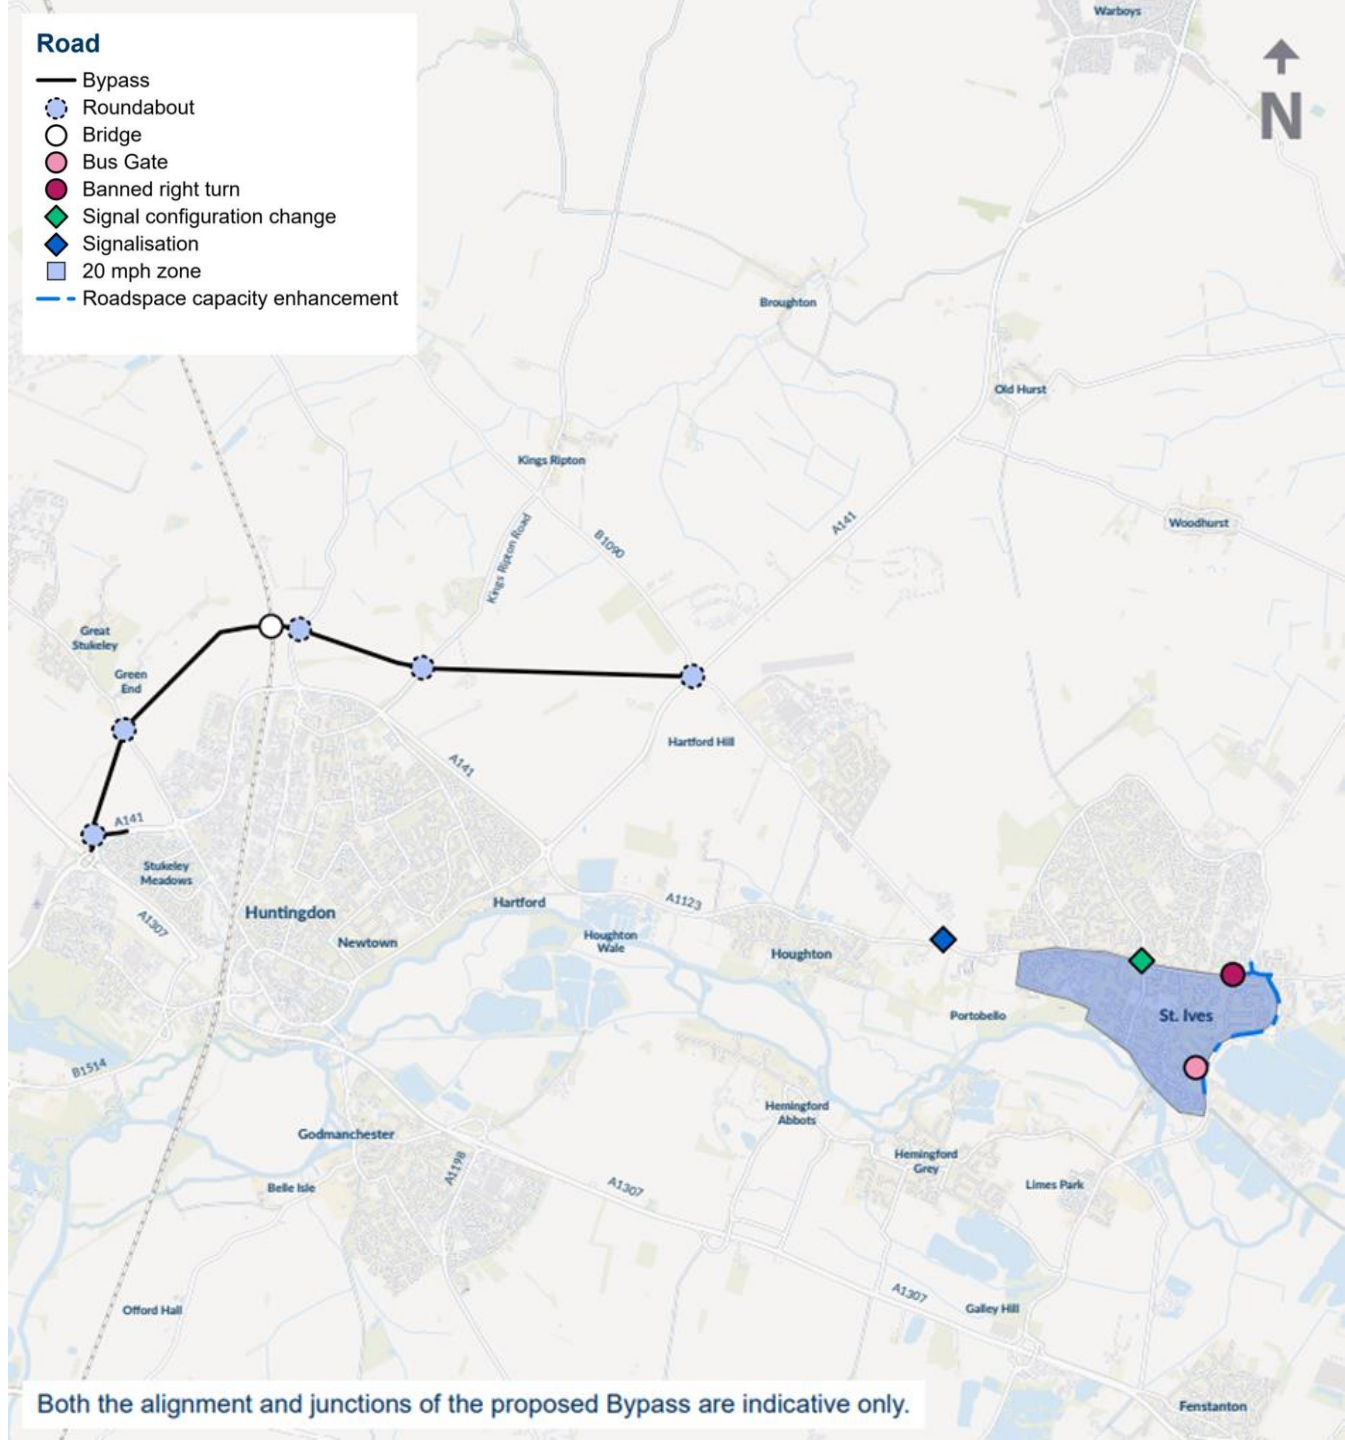 Road
Bypass
Roundabout
Bridge
Bus Gate
Banned right turn
Signal configuration change
Signalisation
20 mph zone
Roadspace capacity enhancement
Warboys
N
Broughton
Old Hurst
Kings Ripton
Woodhurst
A141
B1090
Kings Ripton Road
Great
Stukeley
Green
End
Hartford Hill
A141
A141
Stukeley
Meadows
Hartford
A1123
Huntingdon
A1307
Newtown
Houghton
Wale
Houghton
Portobello
St. Ives
B1514
Hemingford
Abbots
Godmanchester
Hemingford
Grey
A1198
Belle Isle
A1307
Limes Park
A1307
Offord Hall
Galley Hill
Both the alignment and junctions of the proposed Bypass are indicative only.
Fenstanton